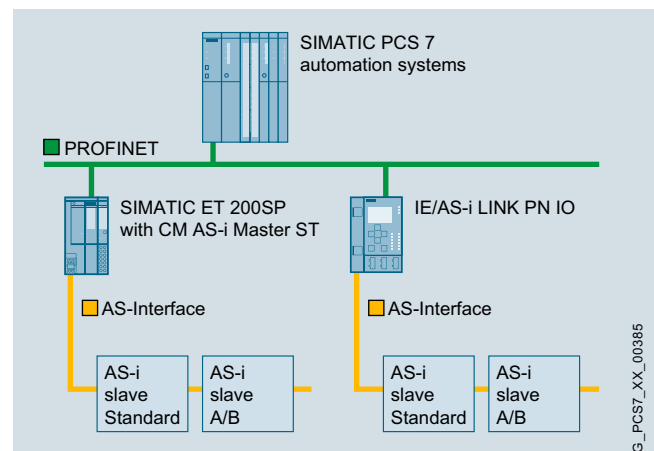 SIMATIC PCS 7
automation systems
PROFINET
SIMATIC ET 200SP
with CM AS-i Master ST
IE/AS-i LINK PN IO
AS-Interface
AS-Interface
AS-i
slave
Standard
AS-i
slave
A/B
AS-i
slave
Standard
AS-i
slave
A/B
G_PCS7_XX_00385